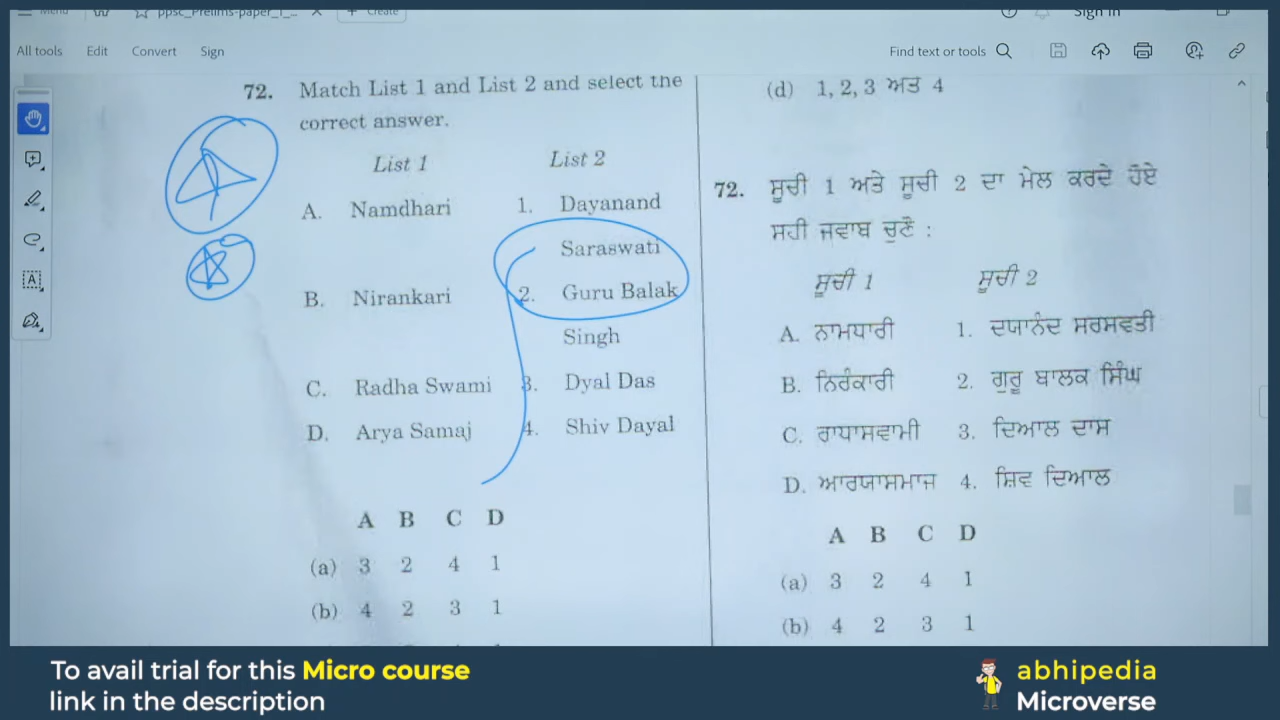 Menu
ppsc_Prelims-paper_1_
Create
Sign in
All tools Edit Convert Sign
Find text or tools
72. Match List 1 and List 2 and select the
correct answer.
List 1 List 2
A. Namdhari 1. Dayanand
Saraswati
B. Nirankari 2. Guru Balak
Singh
C. Radha Swami 3. Dyal Das
D. Arya Samaj 4. Shiv Dayal
A B C D
(a) 3 2 4 1
(b) 4 2 3 1
(d) 1, 2, 3 ਅਤੇ 4
72. ਸੂਚੀ 1 ਅਤੇ ਸੂਚੀ 2 ਦਾ ਮੇਲ ਕਰਦੇ ਹੋਏ
ਸਹੀ ਜਵਾਬ ਚੁਣੋ :
ਸੂਚੀ 1 ਸੂਚੀ 2
A. ਨਾਮਧਾਰੀ 1. ਦਯਾਨੰਦ ਸਰਸਵਤੀ
B. ਨਿਰੰਕਾਰੀ 2. ਗੁਰੂ ਬਾਲਕ ਸਿੰਘ
C. ਰਾਧਾਸਵਾਮੀ 3. ਦਿਆਲ ਦਾਸ
D. ਆਰਯਾਸਮਾਜ 4. ਸ਼ਿਵ ਦਿਆਲ
A B C D
(a) 3 2 4 1
(b) 4 2 3 1
To avail trial for this Micro course
link in the description
abhipedia
Microverse